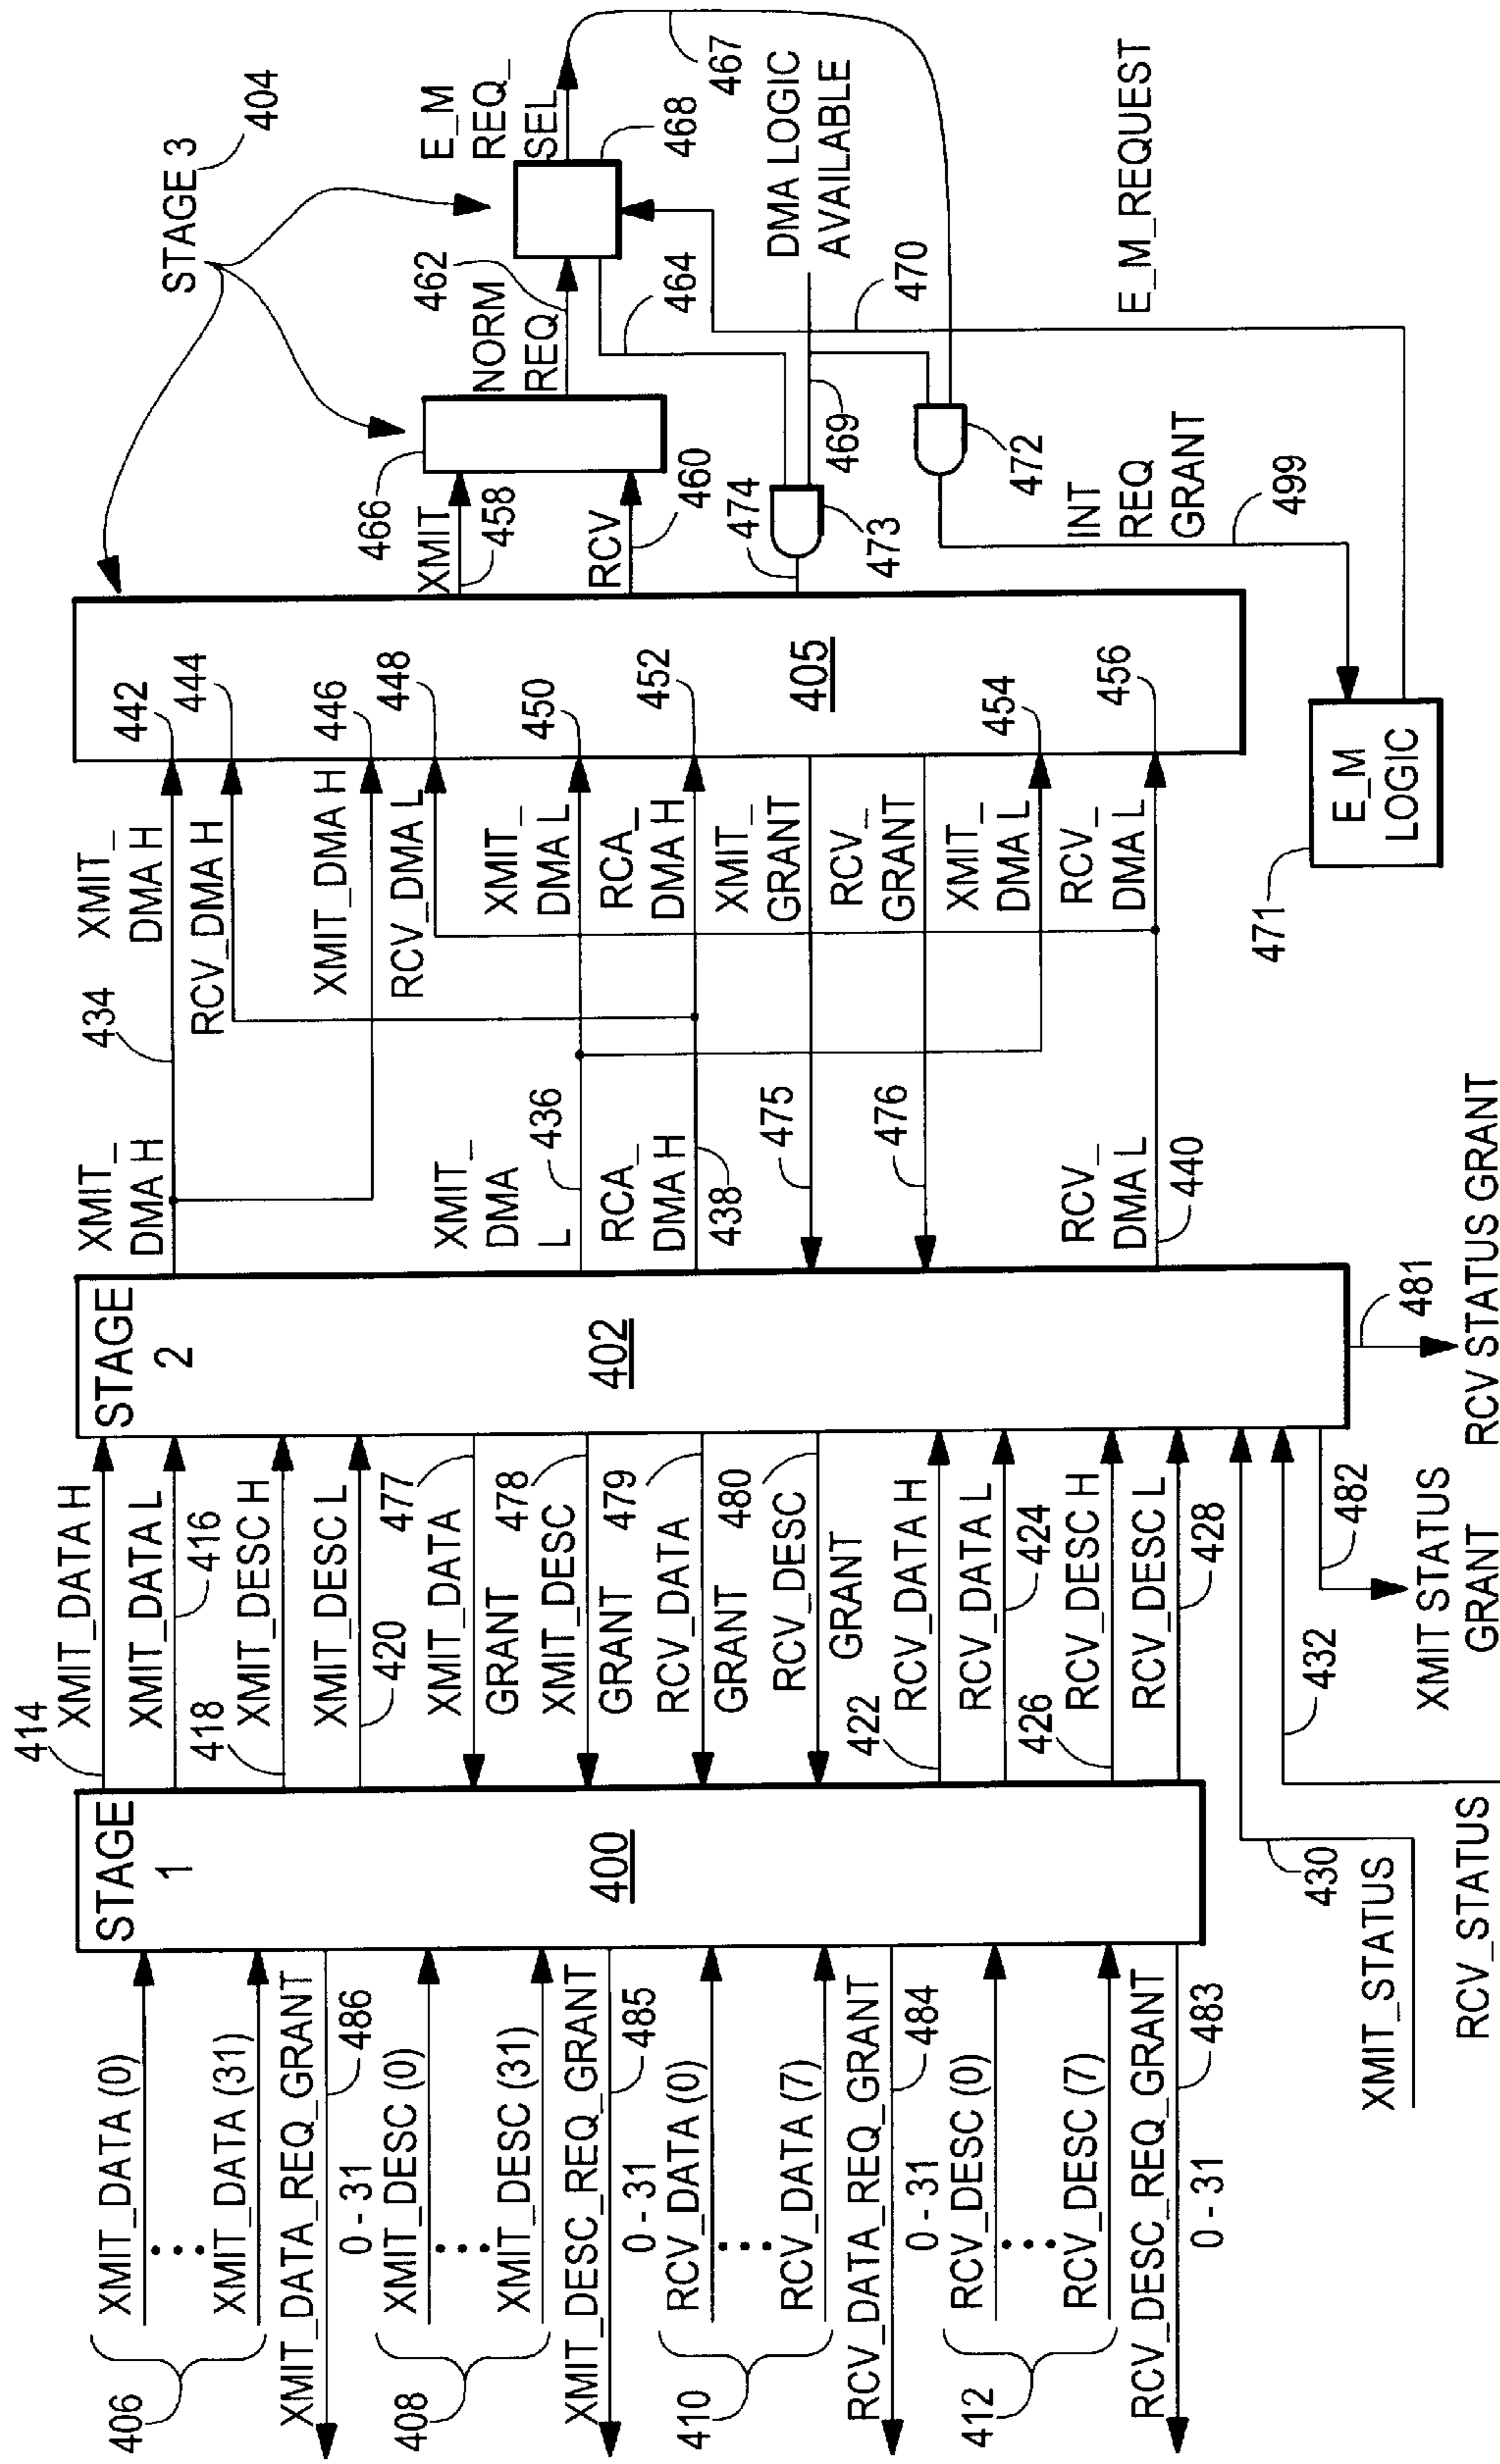 STAGE
1
400
406
XMIT_DATA (0)
XMIT_DATA (31)
XMIT_DATA_REQ_GRANT
0 - 31
486
408
XMIT_DESC (0)
XMIT_DESC (31)
XMIT_DESC_REQ_GRANT
0 - 31
485
410
RCV_DATA (0)
RCV_DATA (7)
RCV_DATA_REQ_GRANT
0 - 31
484
412
RCV_DESC (0)
RCV_DESC (7)
RCV_DESC_REQ_GRANT
0 - 31
483
414
XMIT_DATA H
XMIT_DATA L
416
XMIT_DESC H
418
XMIT_DESC L
420
477
XMIT_DATA
GRANT
478
XMIT_DESC
GRANT
479
RCV_DATA
GRANT
480
RCV_DESC
GRANT
422
RCV_DATA H
RCV_DATA L
424
426
RCV_DESC H
RCV_DESC L
428
430
XMIT_STATUS
432
RCV_STATUS
STAGE
2
402
482
XMIT STATUS
GRANT
481
RCV STATUS GRANT
XMIT_
DMA H
434
XMIT_
DMA H
RCV_DMA H
XMIT_DMA H
RCV_DMA L
XMIT_
DMA
L
436
XMIT_
DMA L
RCA_
DMA H
438
RCA_
DMA H
475
XMIT_
GRANT
476
RCV_
GRANT
XMIT_
DMA L
RCV_
DMA L
440
RCV_
DMA L
442
444
446
448
450
452
454
456
405
STAGE 3
404
466
XMIT
458
RCV
460
NORM
REQ
462
E_M
REQ_
SEL
468
464
467
DMA LOGIC
AVAILABLE
469
470
474
473
472
INT
REQ
GRANT
499
E_M_REQUEST
471
E_M
LOGIC